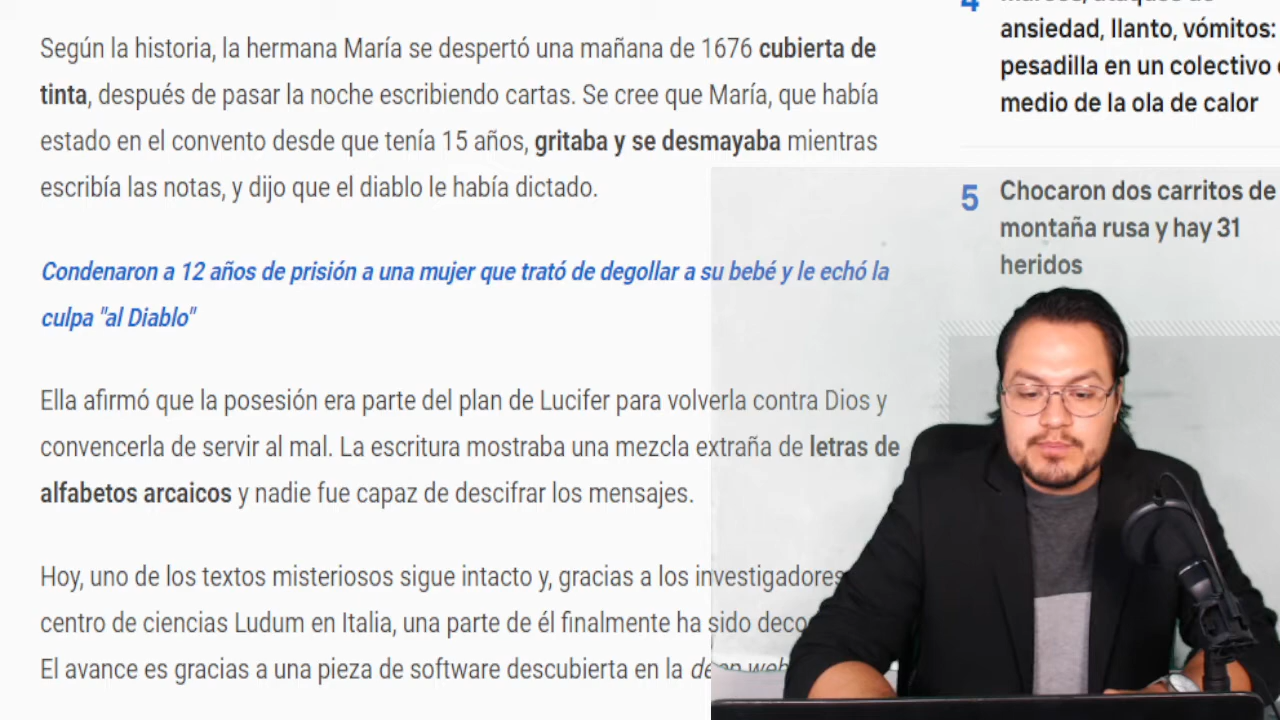 Según la historia, la hermana María se despertó una mañana de 1676 cubierta de
tinta, después de pasar la noche escribiendo cartas. Se cree que María, que había
estado en el convento desde que tenía 15 años, gritaba y se desmayaba mientras
escribía las notas, y dijo que el diablo le había dictado.
Condenaron a 12 años de prisión a una mujer que trató de degollar a su bebé y le echó la
culpa "al Diablo"
Ella afirmó que la posesión era parte del plan de Lucifer para volverla contra Dios y
convencerla de servir al mal. La escritura mostraba una mezcla extraña de letras de
alfabetos arcaicos y nadie fue capaz de descifrar los mensajes.
Hoy, uno de los textos misteriosos sigue intacto y, gracias a los investigadores
centro de ciencias Ludum en Italia, una parte de él finalmente ha sido
El avance es gracias a una pieza de software descubierta en la deep web
4
ansiedad, llanto, vómitos:
pesadilla en un colectivo
medio de la ola de calor
5 Chocaron dos carritos de
montaña rusa y hay 31
heridos